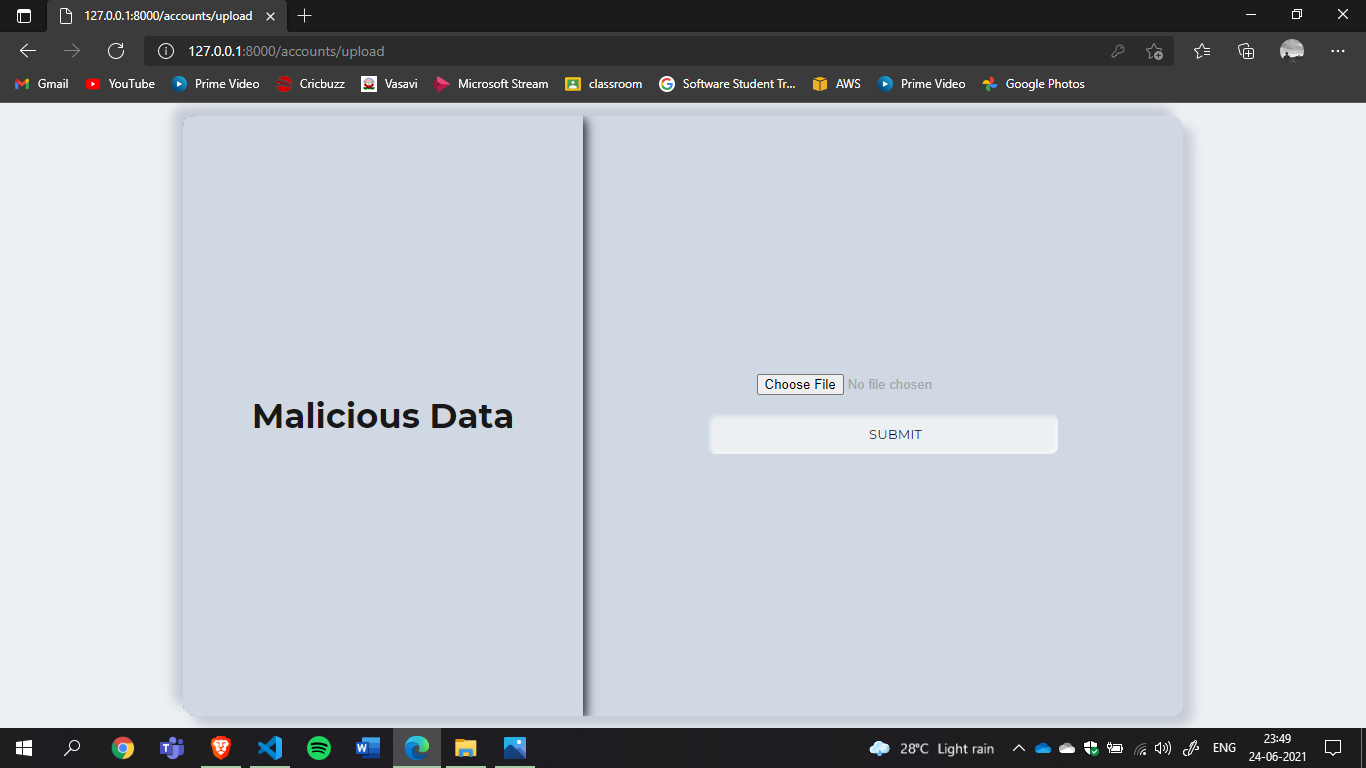 127.0.0.1:8000/accounts/upload
127.0.0.1:8000/accounts/upload
Gmail YouTube Prime Video Cricbuzz Vasavi Microsoft Stream classroom Software Student Tr... AWS Prime Video Google Photos
Malicious Data
Choose File No file chosen
SUBMIT
28°C Light rain ENG 23:49
24-06-2021